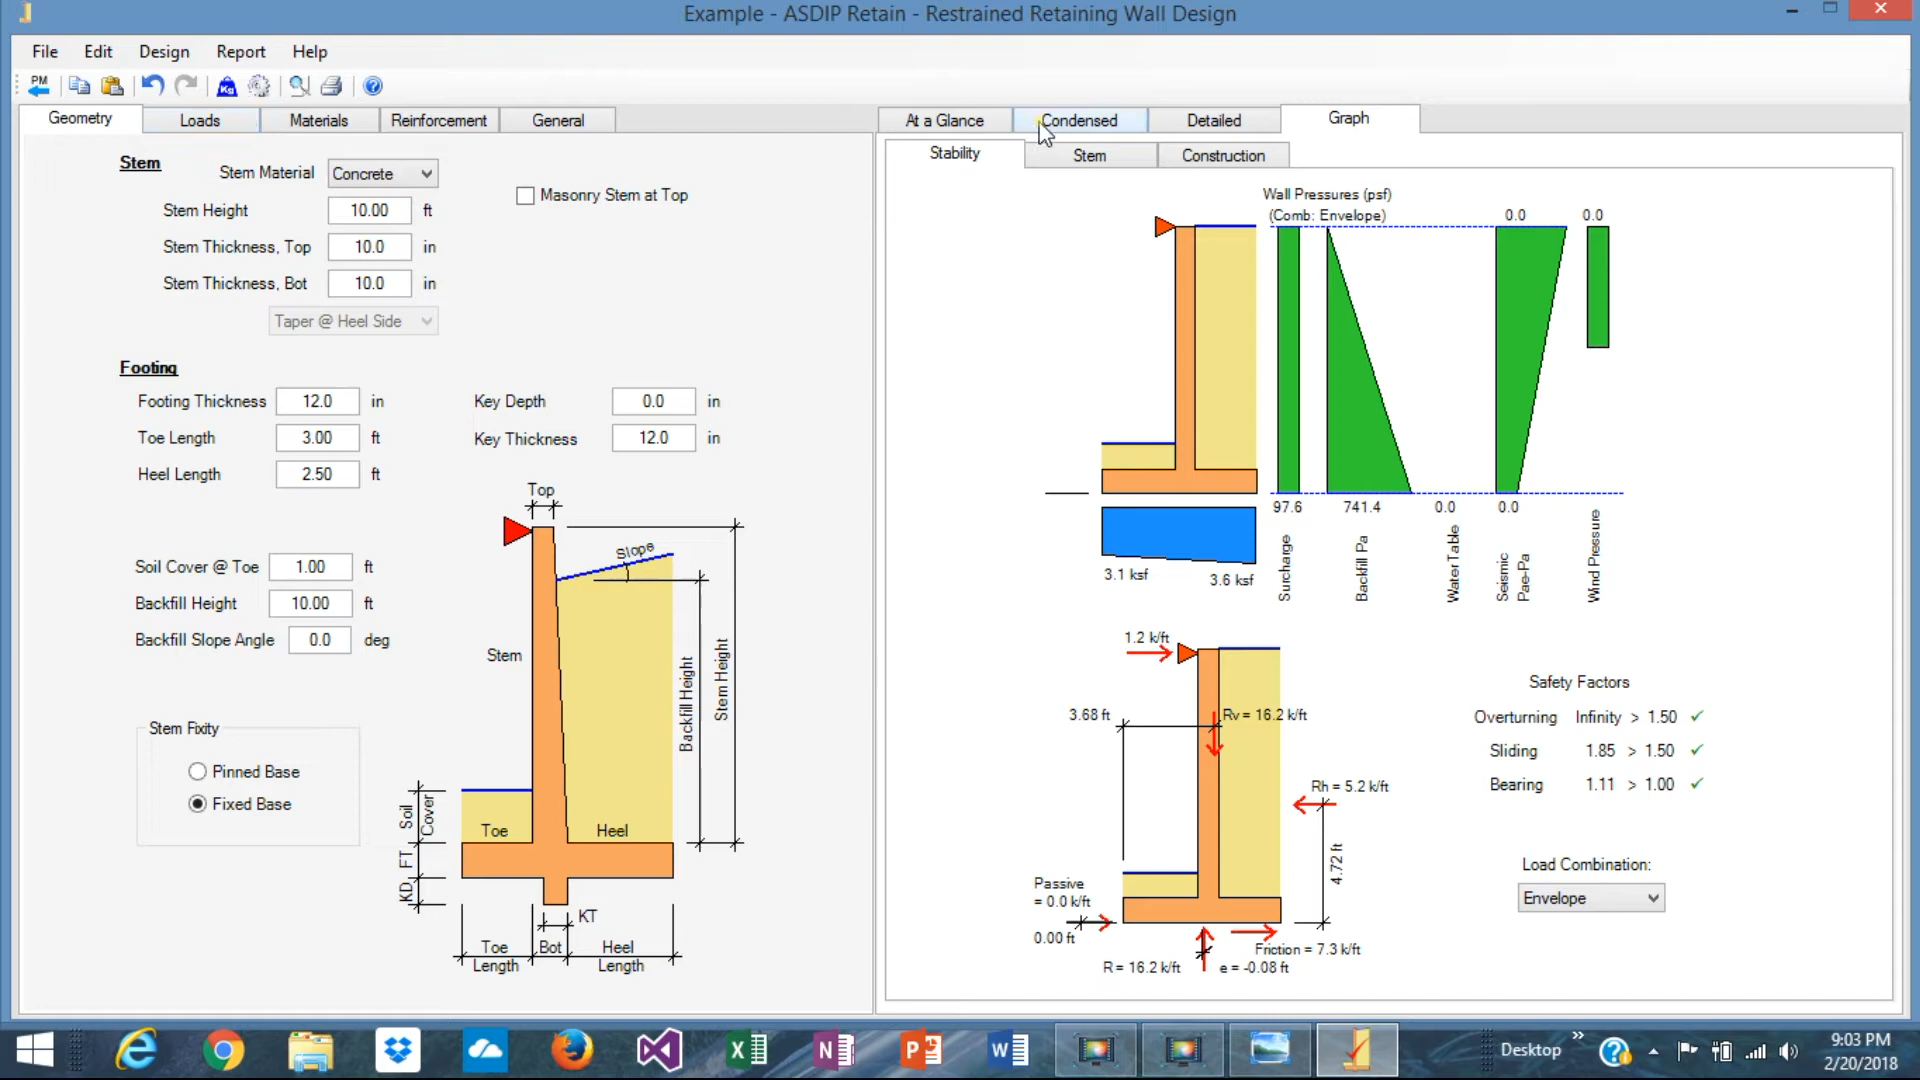 Example - ASDIP Retain - Restrained Retaining Wall Design
File Edit Design Report Help
PM Kg
Geometry Loads Materials Reinforcement General
At a Glance Condensed Detailed Graph
Stability Stem Construction
Stem
Stem Material Concrete
Masonry Stem at Top
Stem Height 10.00 ft
Stem Thickness, Top 10.0 in
Stem Thickness, Bot 10.0 in
Taper @ Heel Side
Footing
Footing Thickness 12.0 in
Key Depth 0.0 in
Toe Length 3.00 ft
Key Thickness 12.0 in
Heel Length 2.50 ft
Soil Cover @ Toe 1.00 ft
Backfill Height 10.00 ft
Backfill Slope Angle 0.0 deg
Stem Fixity
Pinned Base
Fixed Base
Top
Slope
Stem
Backfill Height
Stem Height
Soil
Cover
Toe
Heel
FT
KD
KT
Toe
Length
Bot
Heel
Length
Wall Pressures (psf)
(Comb: Envelope)
0.0 0.0
97.6 741.4 0.0 0.0
Surcharge
Backfill Pa
Water Table
Seismic
Pae-Pa
Wind Pressure
3.1 ksf 3.6 ksf
1.2 k/ft
3.68 ft
Rv = 16.2 k/ft
Rh = 5.2 k/ft
4.72 ft
Passive
= 0.0 k/ft
0.00 ft
Friction = 7.3 k/ft
R = 16.2 k/ft e = -0.08 ft
Safety Factors
Overturning Infinity > 1.50 ✓
Sliding 1.85 > 1.50 ✓
Bearing 1.11 > 1.00 ✓
Load Combination:
Envelope
Desktop
9:03 PM
2/20/2018